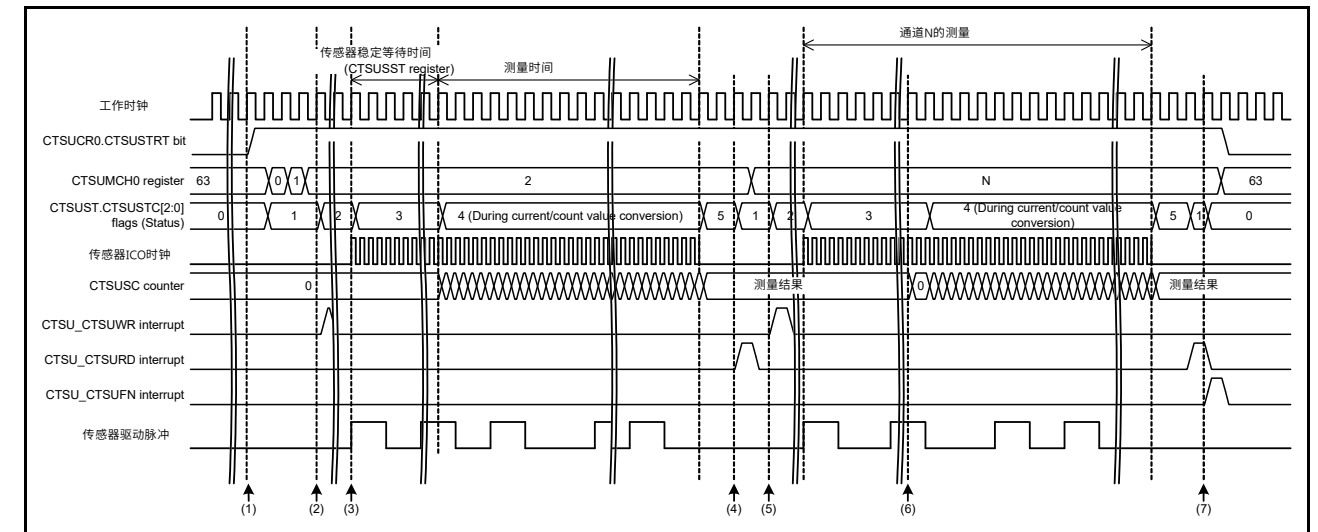 通道N的测量
传感器稳定等待时间
(CTSUSST register)
测量时间
工作时钟
CTSUCR0.CTSUSTRT bit
CTSUMCH0 register 63 0 1 2 N 63
CTSUST.CTSUSTC[2:0]
flags (Status)
0 1 2 3 4 (During current/count value conversion) 5 1 2 3 4 (During current/count value
conversion) 5 1 0
传感器ICO时钟
CTSUSC counter 0 测量结果 0 测量结果
CTSU_CTSUWR interrupt
CTSU_CTSURD interrupt
CTSU_CTSUFN interrupt
传感器驱动脉冲
(1) (2) (3) (4) (5) (6) (7)